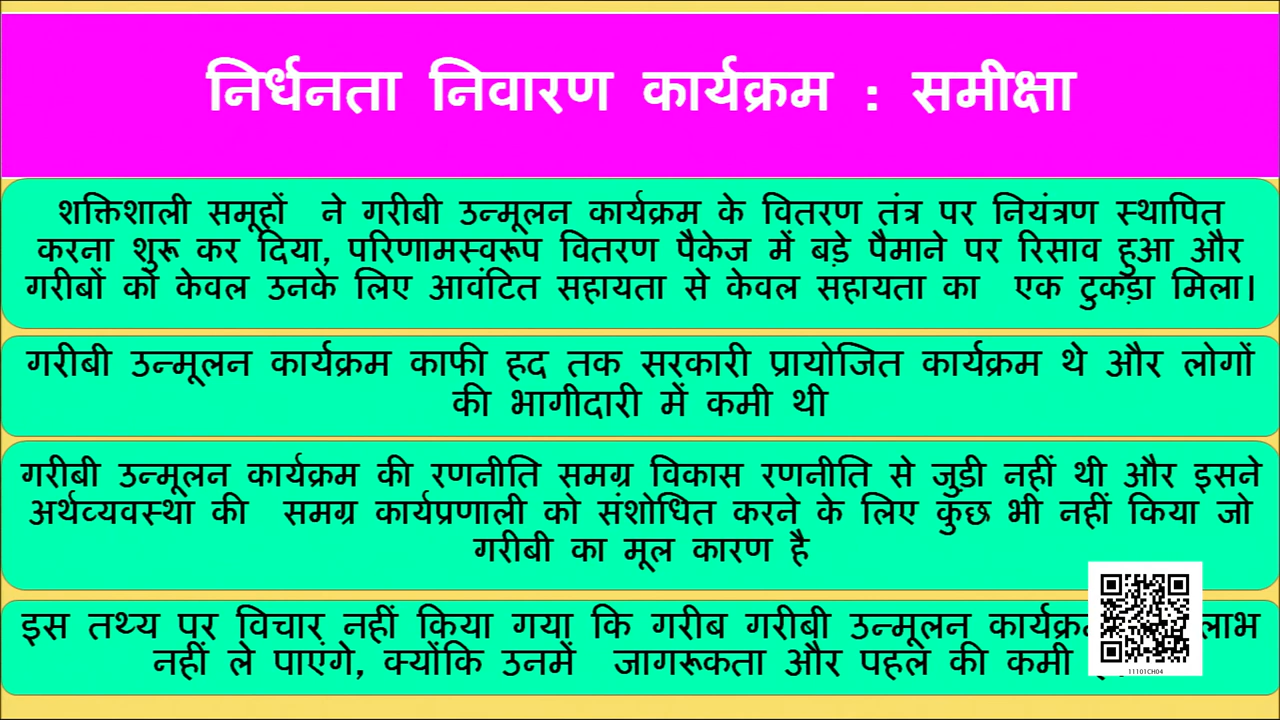 निर्धनता निवारण कार्यक्रम : समीक्षा
शक्तिशाली समूहों ने गरीबी उन्मूलन कार्यक्रम के वितरण तंत्र पर नियंत्रण स्थापित
करना शुरू कर दिया, परिणामस्वरूप वितरण पैकेज में बड़े पैमाने पर रिसाव हुआ और
गरीबों को केवल उनके लिए आवंटित सहायता से केवल सहायता का एक टुकड़ा मिला।
गरीबी उन्मूलन कार्यक्रम काफी हद तक सरकारी प्रायोजित कार्यक्रम थे और लोगों
की भागीदारी में कमी थी
गरीबी उन्मूलन कार्यक्रम की रणनीति समग्र विकास रणनीति से जुड़ी नहीं थी और इसने
अर्थव्यवस्था की समग्र कार्यप्रणाली को संशोधित करने के लिए कुछ भी नहीं किया जो
गरीबी का मूल कारण है
इस तथ्य पर विचार नहीं किया गया कि गरीब गरीबी उन्मूलन लाभ
नहीं ले पाएंगे, क्योंकि उनमें जागरूकता और पहल की कमी
11101CH04